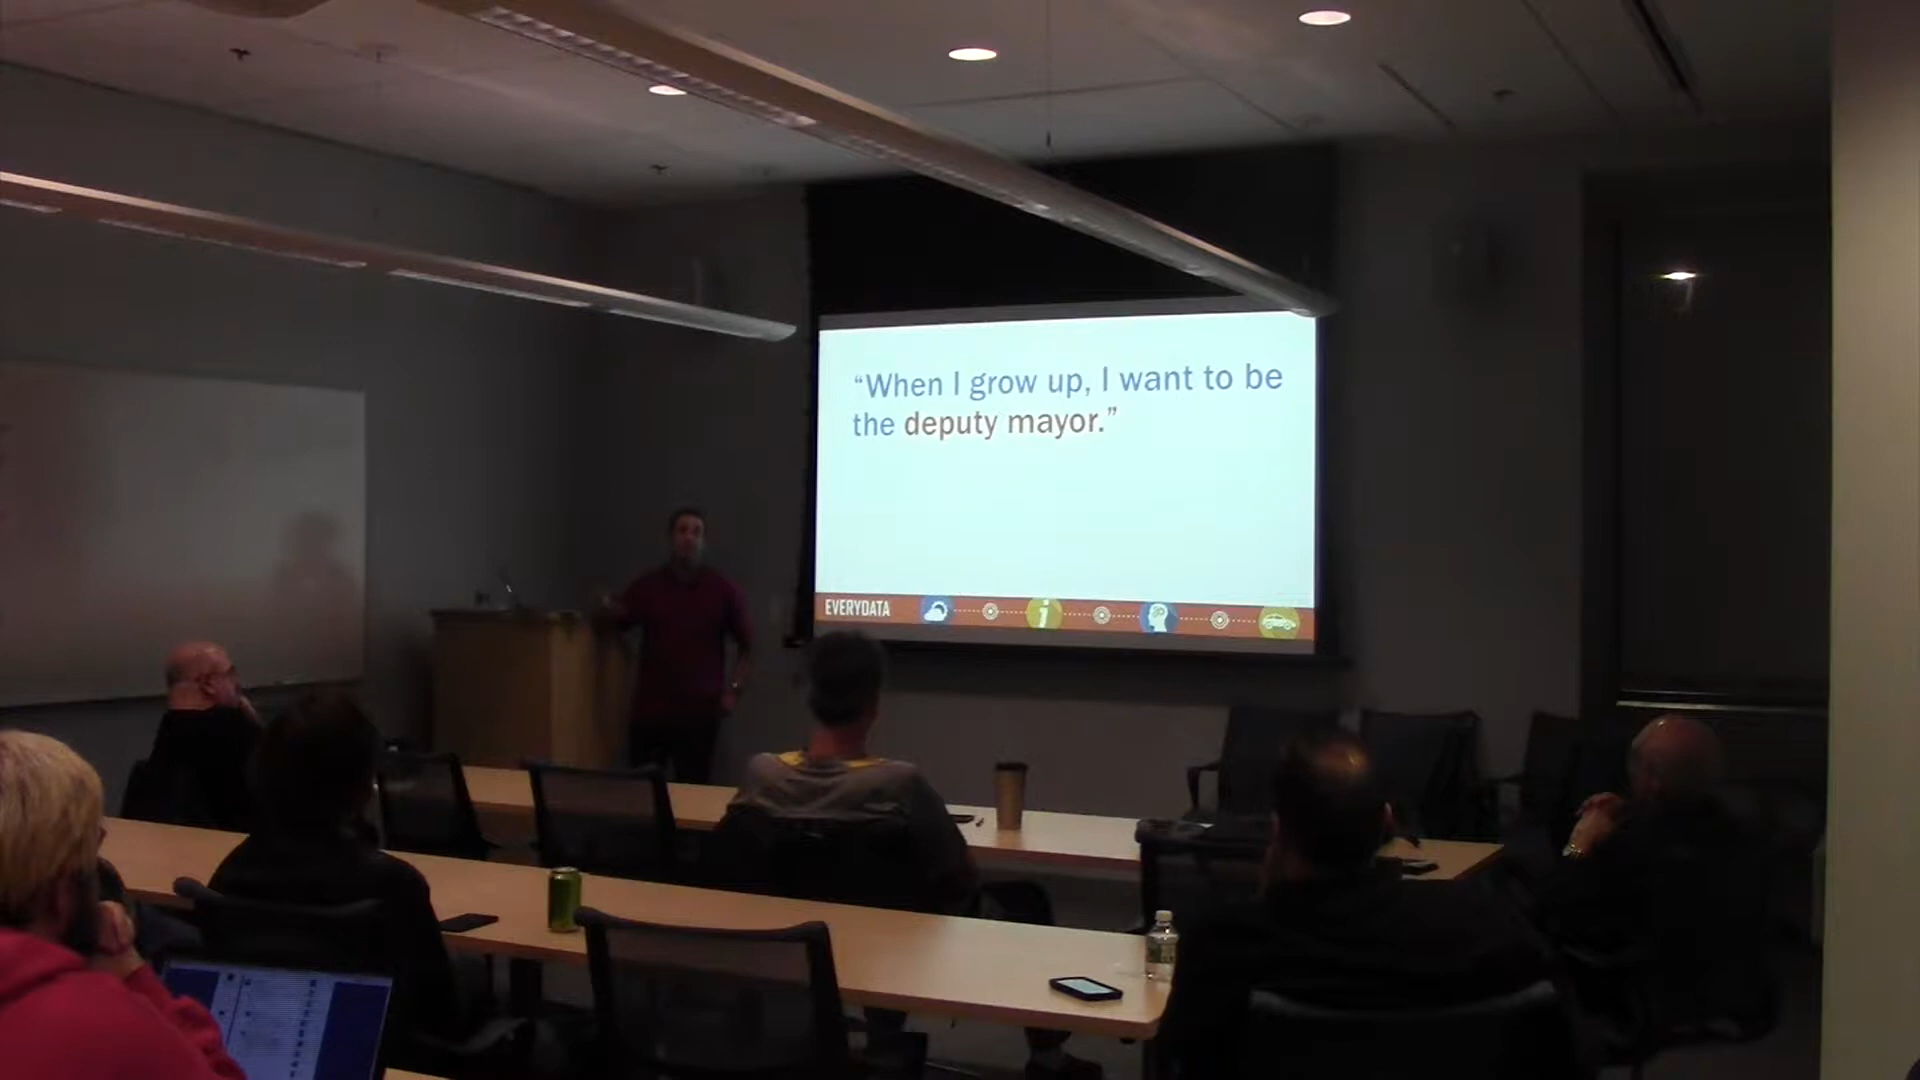 “When I grow up, I want to be
the deputy mayor.”
EVERYDATA